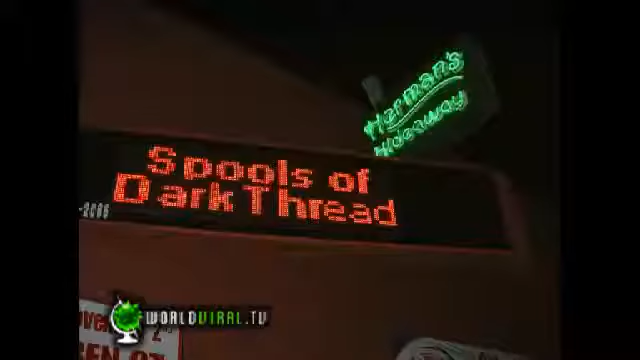 Herman's
Hideaway
Spools of
Dark Thread
WORLDVIRAL.TV